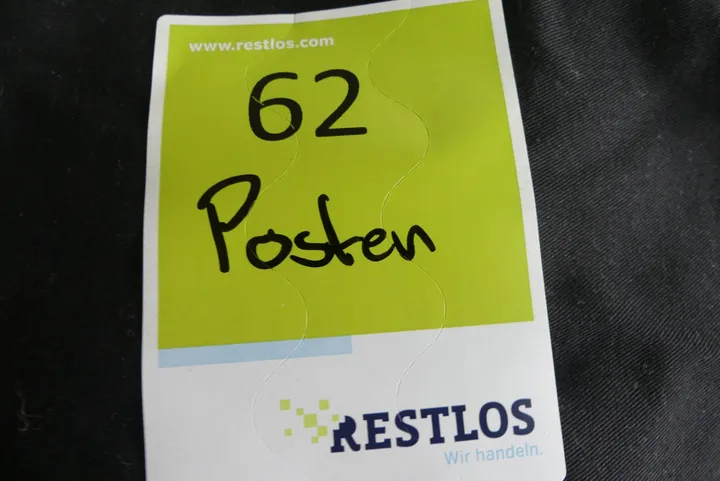 www.restlos.com
62
Posten
RESTLOS
Wir handeln.